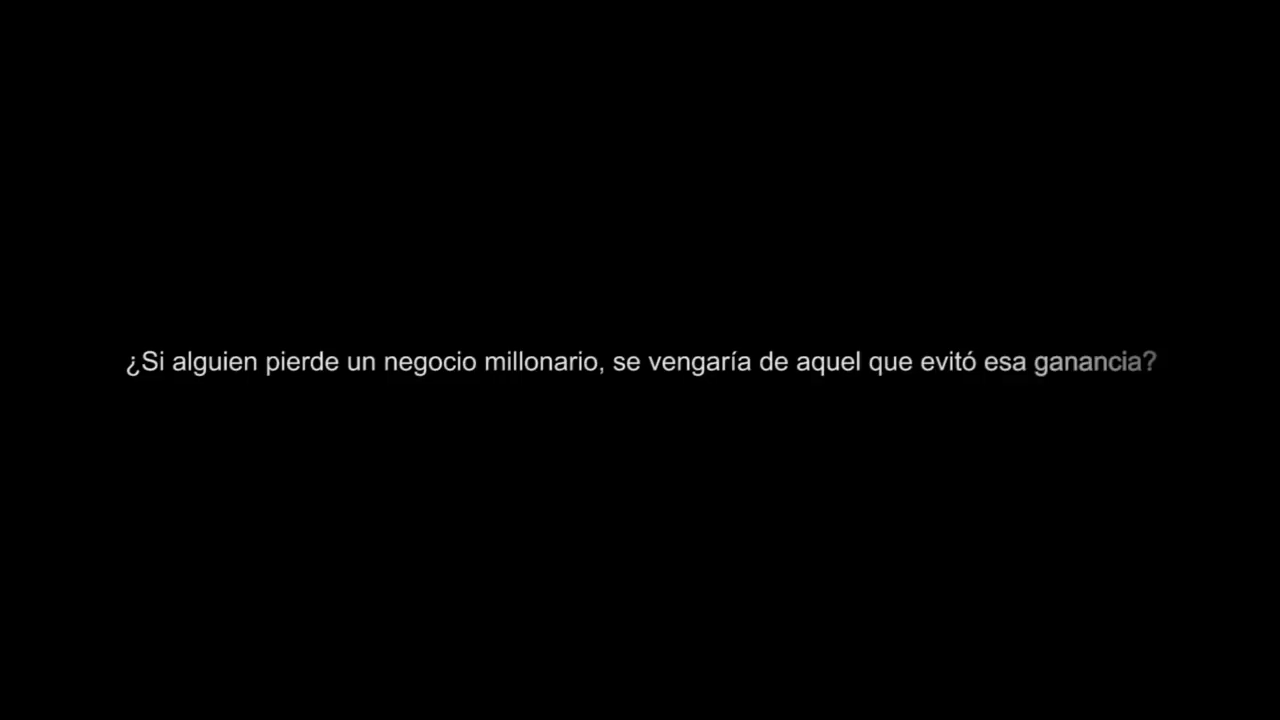 ¿Si alguien pierde un negocio millonario, se vengaría de aquel que evitó esa ganancia?